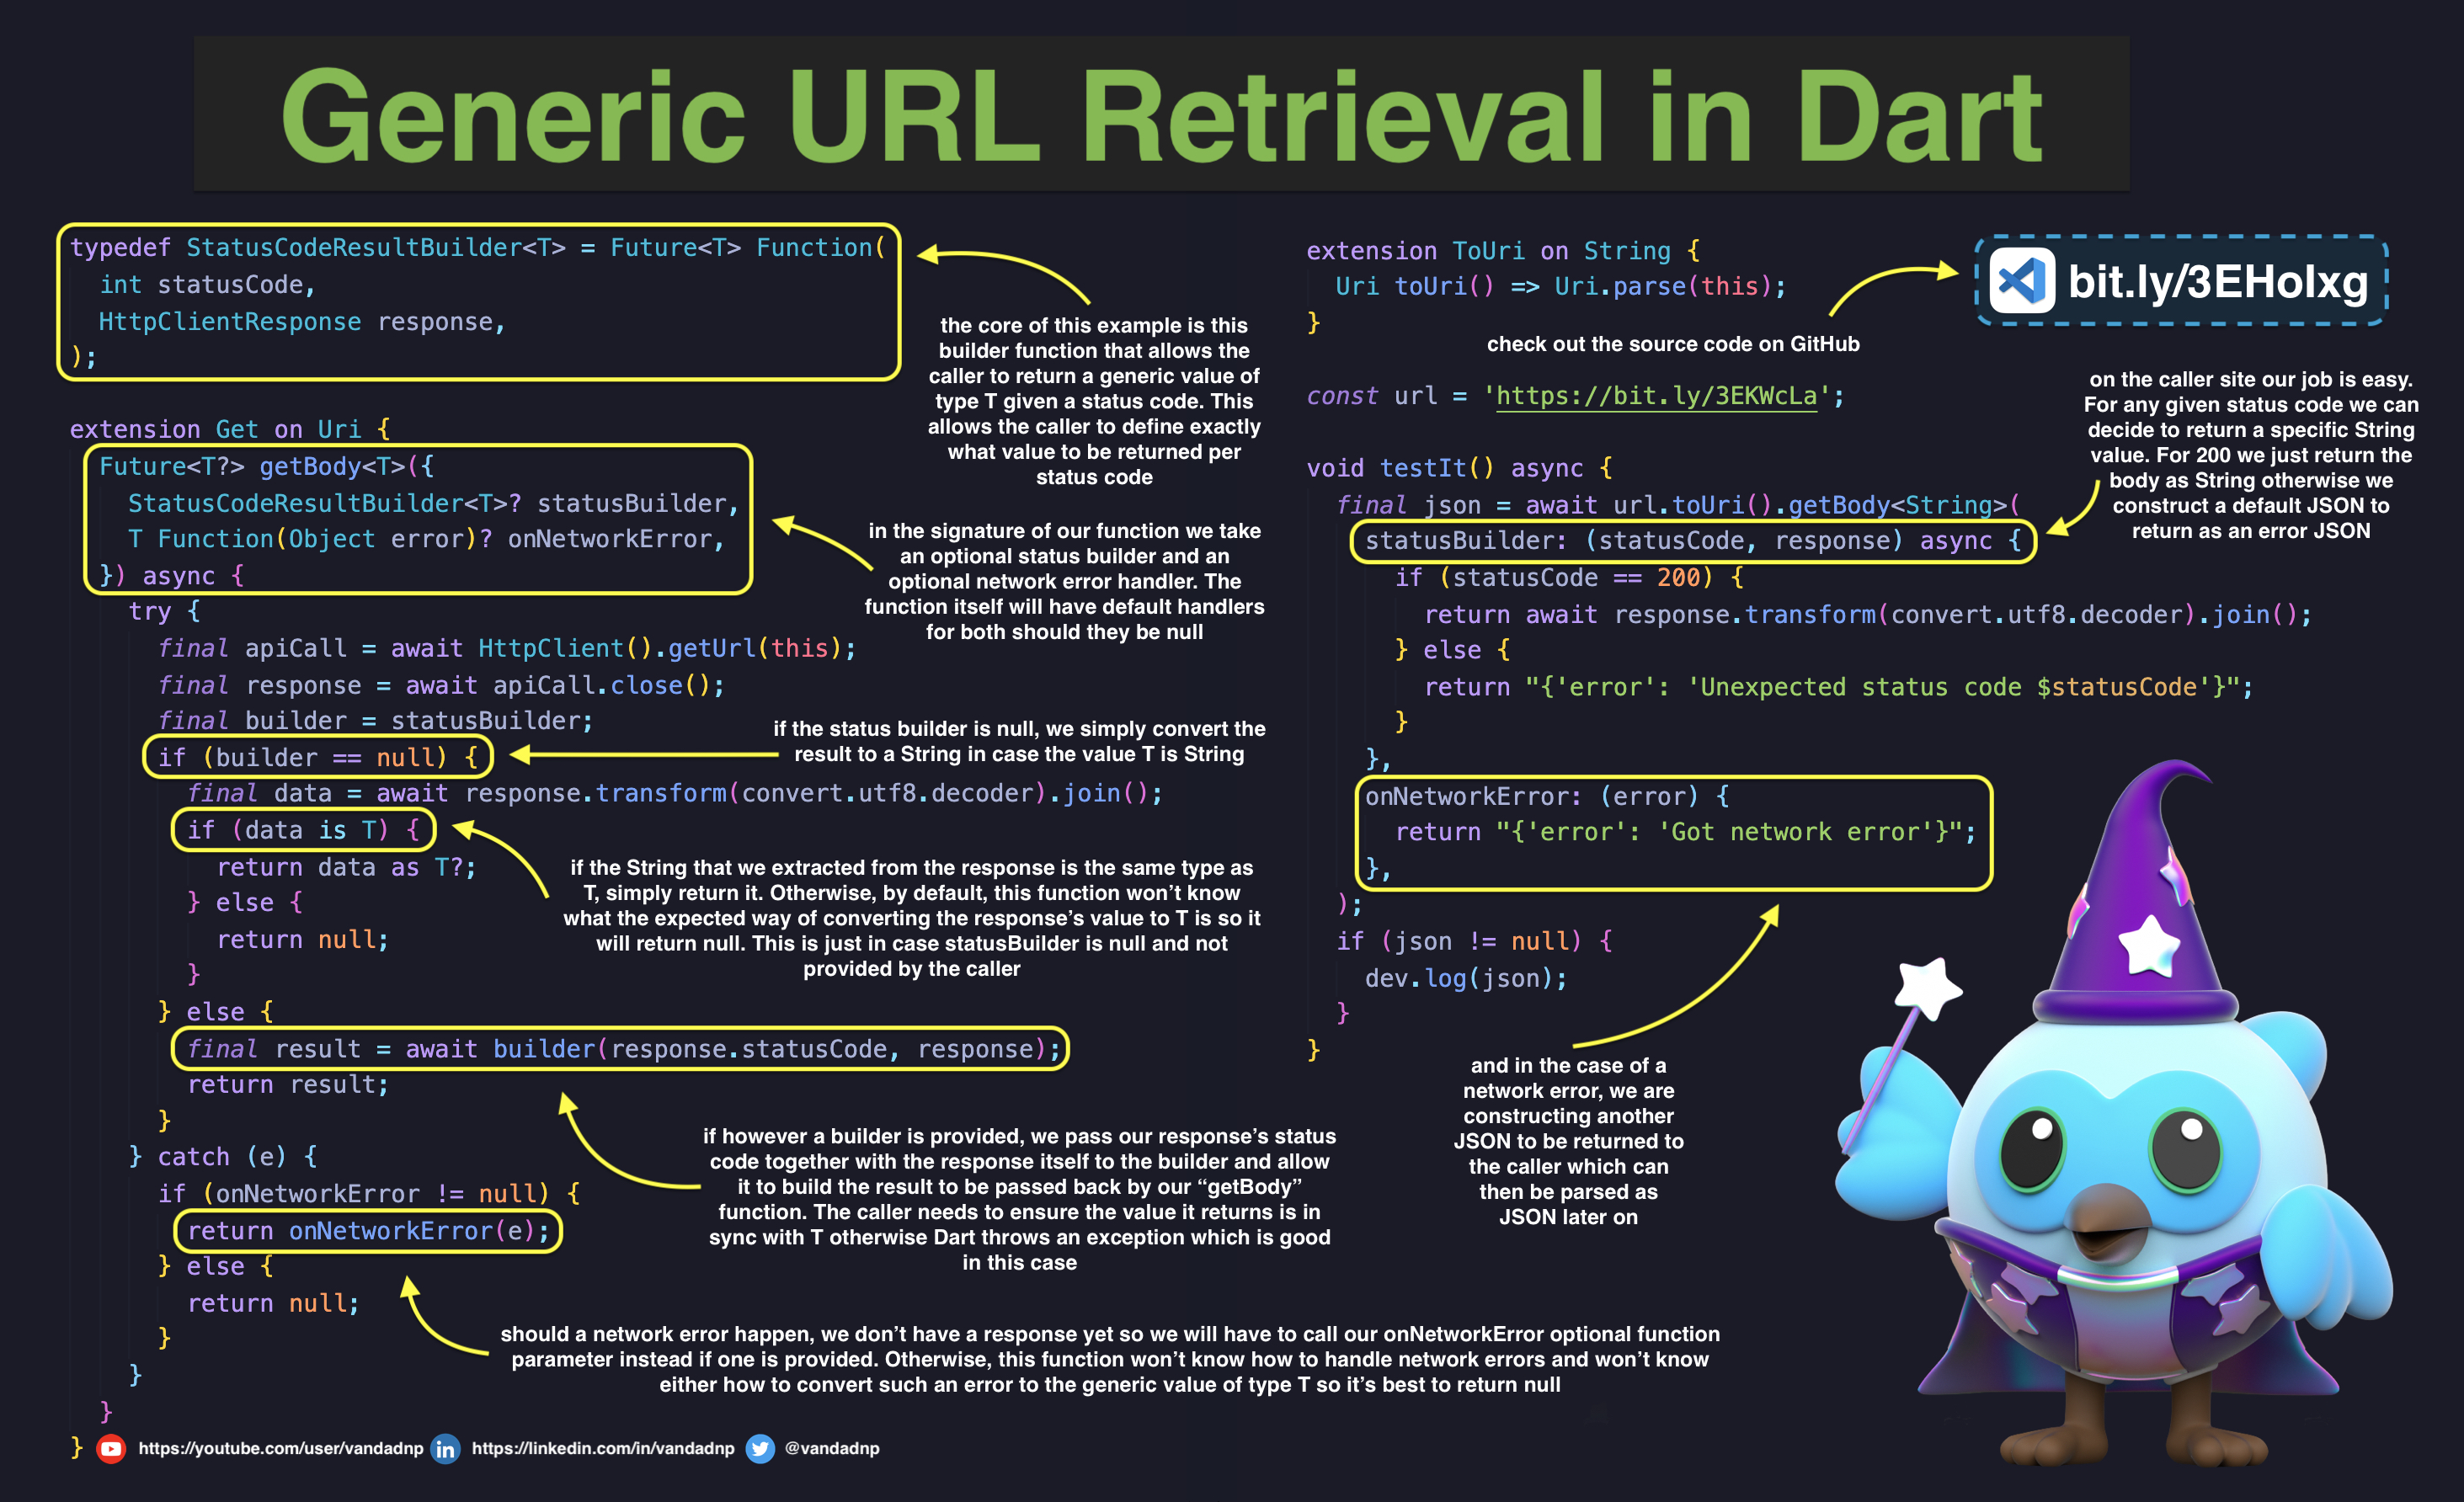 Generic URL Retrieval in Dart
typedef StatusCodeResultBuilder<T> = Future<T> Function(
  int statusCode,
  HttpClientResponse response,
);
the core of this example is this
builder function that allows the
caller to return a generic value of
type T given a status code. This
allows the caller to define exactly
what value to be returned per
status code
extension Get on Uri {
  Future<T?> getBody<T>({
    StatusCodeResultBuilder<T>? statusBuilder,
    T Function(Object error)? onNetworkError,
  }) async {
in the signature of our function we take
an optional status builder and an
optional network error handler. The
function itself will have default handlers
for both should they be null
    try {
      final apiCall = await HttpClient().getUrl(this);
      final response = await apiCall.close();
      final builder = statusBuilder;
      if (builder == null) {
if the status builder is null, we simply convert the
result to a String in case the value T is String
        final data = await response.transform(convert.utf8.decoder).join();
        if (data is T) {
          return data as T?;
        } else {
          return null;
        }
if the String that we extracted from the response is the same type as
T, simply return it. Otherwise, by default, this function won’t know
what the expected way of converting the response’s value to T is so it
will return null. This is just in case statusBuilder is null and not
provided by the caller
      } else {
        final result = await builder(response.statusCode, response);
        return result;
      }
if however a builder is provided, we pass our response’s status
code together with the response itself to the builder and allow
it to build the result to be passed back by our “getBody”
function. The caller needs to ensure the value it returns is in
sync with T otherwise Dart throws an exception which is good
in this case
    } catch (e) {
      if (onNetworkError != null) {
        return onNetworkError(e);
      } else {
        return null;
      }
    }
  }
}
should a network error happen, we don’t have a response yet so we will have to call our onNetworkError optional function
parameter instead if one is provided. Otherwise, this function won’t know how to handle network errors and won’t know
either how to convert such an error to the generic value of type T so it’s best to return null
extension ToUri on String {
  Uri toUri() => Uri.parse(this);
}
bit.ly/3EHolxg
check out the source code on GitHub
const url = 'https://bit.ly/3EKWcLa';
on the caller site our job is easy.
For any given status code we can
decide to return a specific String
value. For 200 we just return the
body as String otherwise we
construct a default JSON to
return as an error JSON
void testIt() async {
  final json = await url.toUri().getBody<String>(
    statusBuilder: (statusCode, response) async {
      if (statusCode == 200) {
        return await response.transform(convert.utf8.decoder).join();
      } else {
        return "{'error': 'Unexpected status code $statusCode'}";
      }
    },
    onNetworkError: (error) {
      return "{'error': 'Got network error'}";
    },
  );
  if (json != null) {
    dev.log(json);
  }
}
and in the case of a
network error, we are
constructing another
JSON to be returned to
the caller which can
then be parsed as
JSON later on
https://youtube.com/user/vandadnp
in
https://linkedin.com/in/vandadnp
@vandadnp